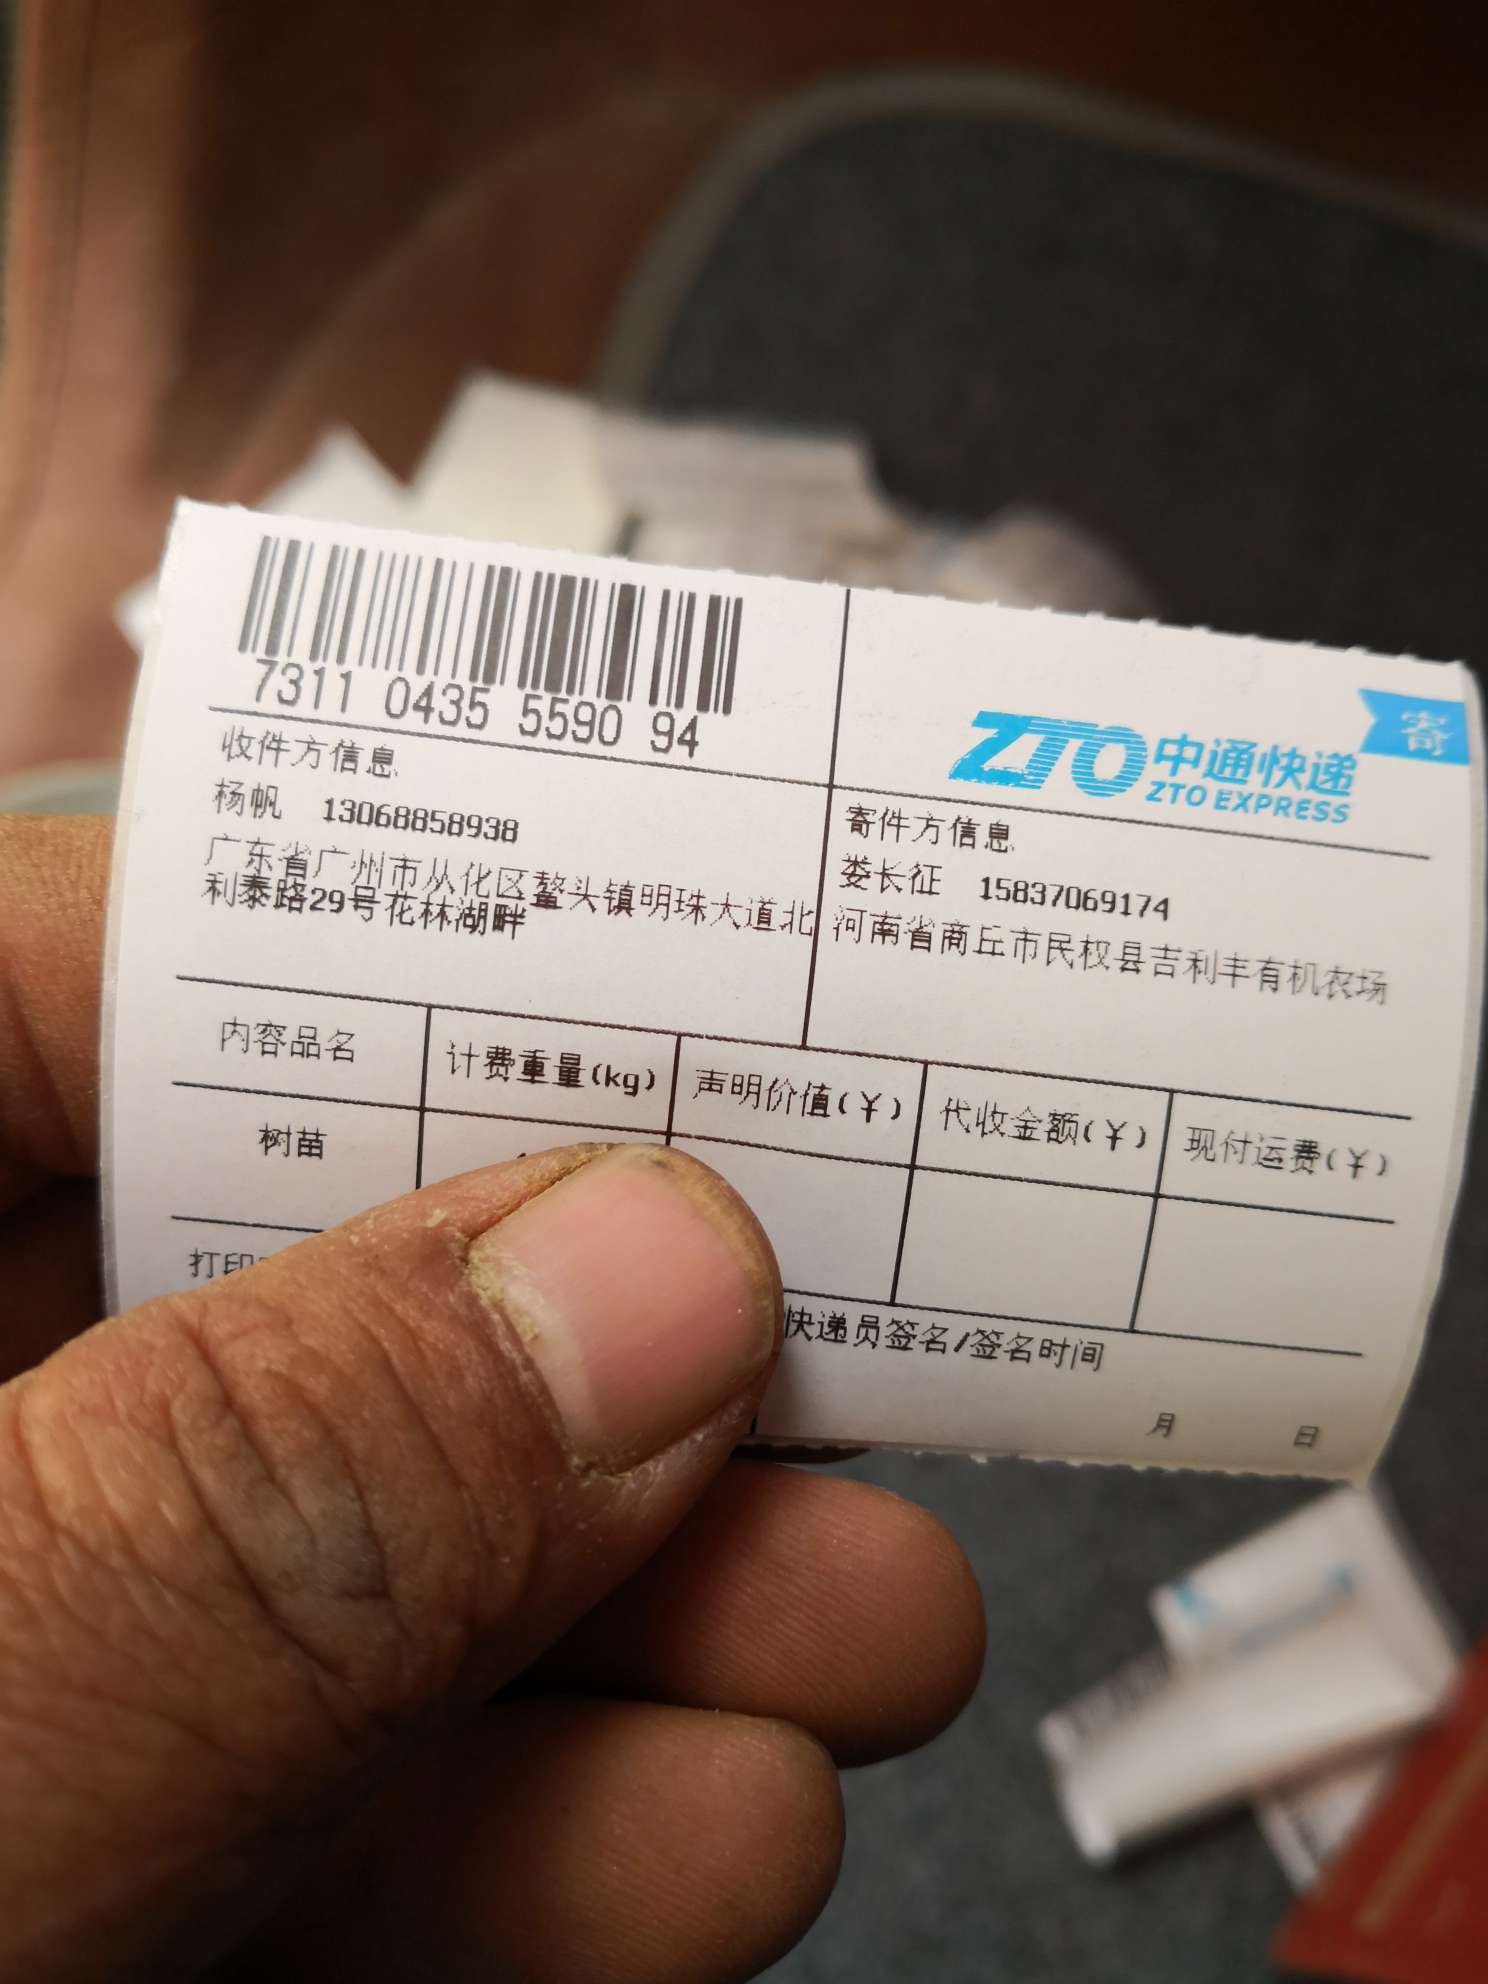 7311 0435 5590 94
ZTO 中通快递
ZTO EXPRESS
寄
收件方信息
杨帆 13068858938
广东省广州市从化区鳌头镇明珠大道北
利泰路29号花林湖畔
寄件方信息
娄长征 15837069174
河南省商丘市民权县吉利丰有机农场
内容品名 计费重量(kg) 声明价值(¥) 代收金额(¥) 现付运费(¥)
树苗
打印
快递员签名/签名时间
月 日